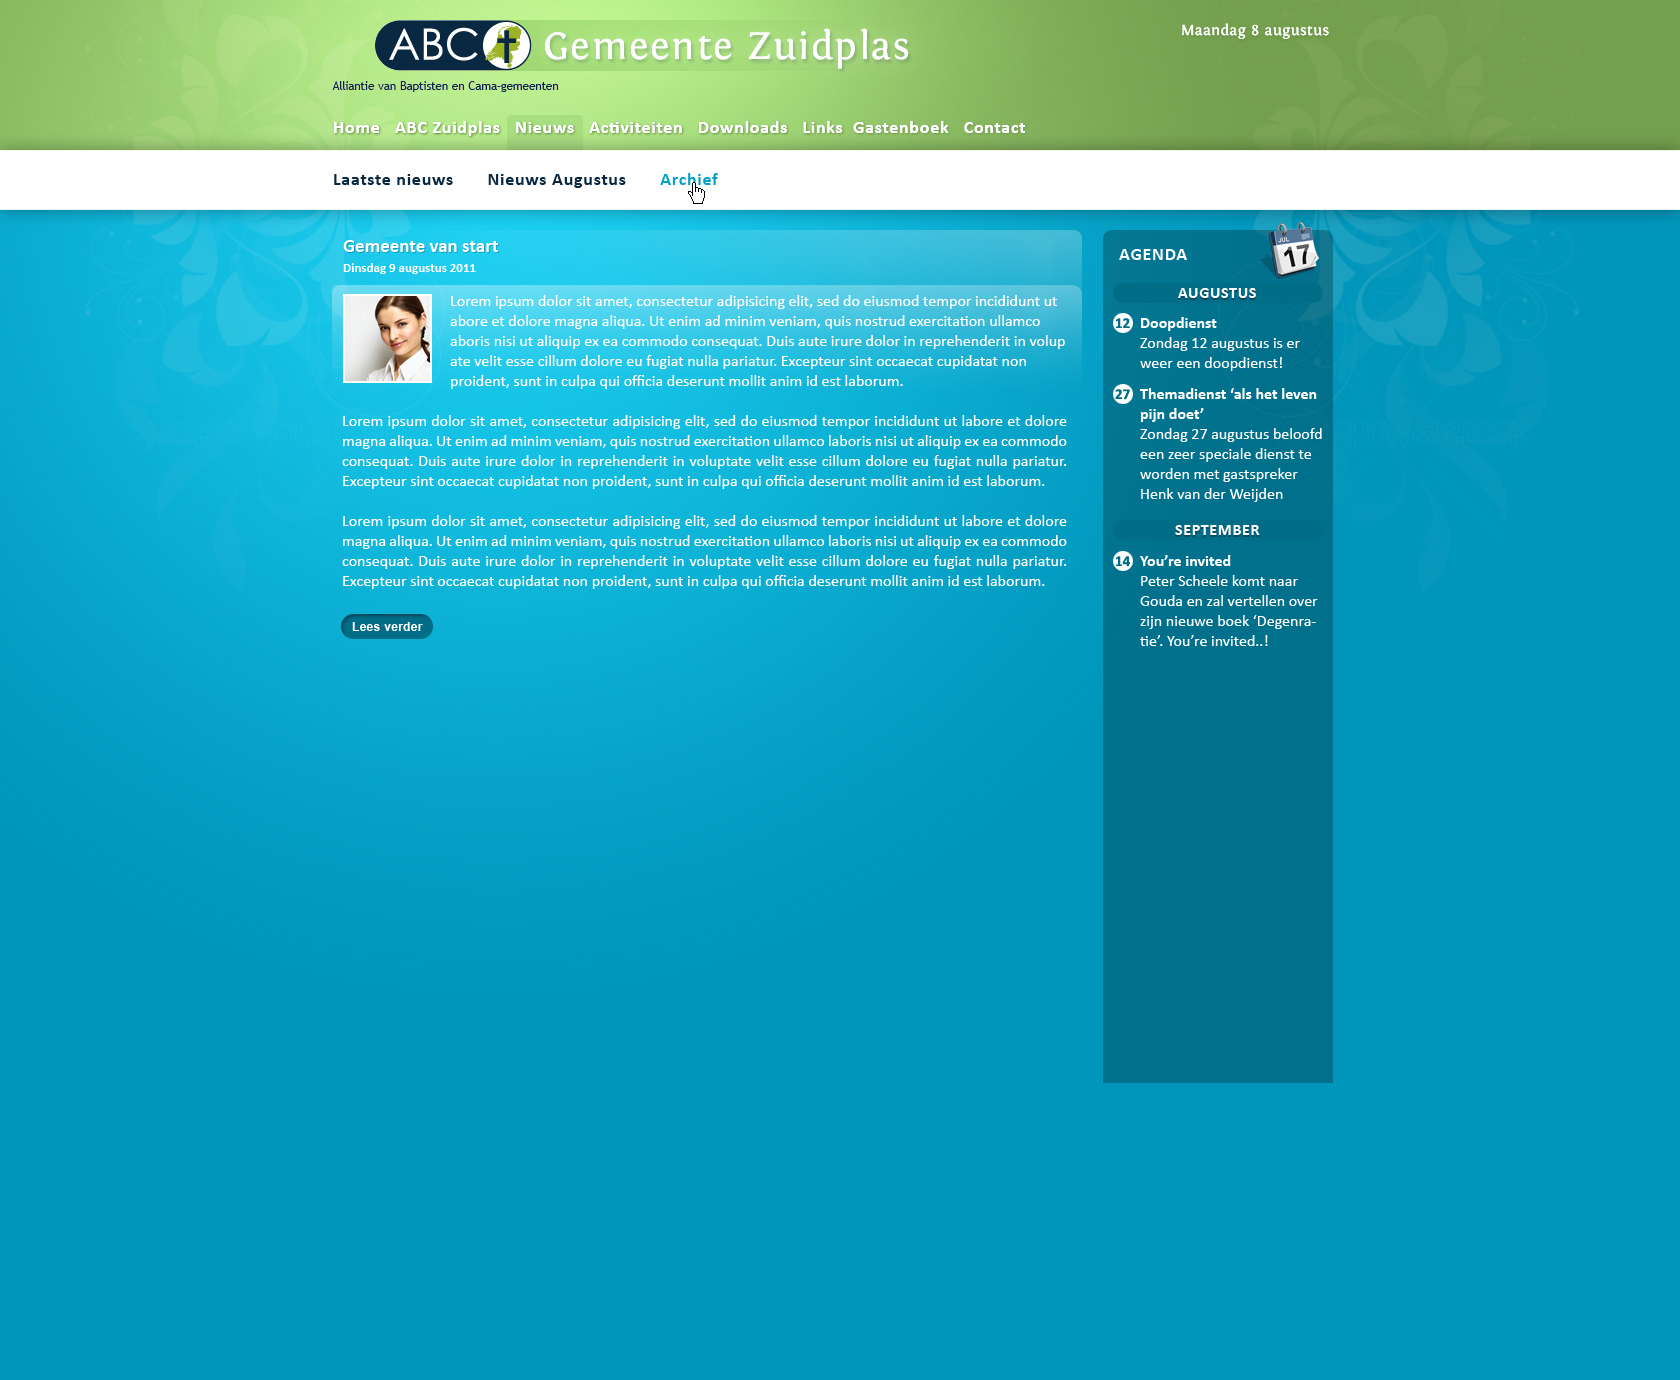 ABC Gemeente Zuidplas
Maandag 8 augustus
Alliantie van Baptisten en Cama-gemeenten
Home ABC Zuidplas Nieuws Activiteiten Downloads Links Gastenboek Contact
Laatste nieuws Nieuws Augustus Archief
Gemeente van start
Dinsdag 9 augustus 2011
Lorem ipsum dolor sit amet, consectetur adipisicing elit, sed do eiusmod tempor incididunt ut
abore et dolore magna aliqua. Ut enim ad minim veniam, quis nostrud exercitation ullamco
aboris nisi ut aliquip ex ea commodo consequat. Duis aute irure dolor in reprehenderit in volup
ate velit esse cillum dolore eu fugiat nulla pariatur. Excepteur sint occaecat cupidatat non
proident, sunt in culpa qui officia deserunt mollit anim id est laborum.
Lorem ipsum dolor sit amet, consectetur adipisicing elit, sed do eiusmod tempor incididunt ut labore et dolore
magna aliqua. Ut enim ad minim veniam, quis nostrud exercitation ullamco laboris nisi ut aliquip ex ea commodo
consequat. Duis aute irure dolor in reprehenderit in voluptate velit esse cillum dolore eu fugiat nulla pariatur.
Excepteur sint occaecat cupidatat non proident, sunt in culpa qui officia deserunt mollit anim id est laborum.
Lorem ipsum dolor sit amet, consectetur adipisicing elit, sed do eiusmod tempor incididunt ut labore et dolore
magna aliqua. Ut enim ad minim veniam, quis nostrud exercitation ullamco laboris nisi ut aliquip ex ea commodo
consequat. Duis aute irure dolor in reprehenderit in voluptate velit esse cillum dolore eu fugiat nulla pariatur.
Excepteur sint occaecat cupidatat non proident, sunt in culpa qui officia deserunt mollit anim id est laborum.
Lees verder
AGENDA
JUL
17
AUGUSTUS
12 Doopdienst
Zondag 12 augustus is er
weer een doopdienst!
27 Themadienst ‘als het leven
pijn doet’
Zondag 27 augustus beloofd
een zeer speciale dienst te
worden met gastspreker
Henk van der Weijden
SEPTEMBER
14 You’re invited
Peter Scheele komt naar
Gouda en zal vertellen over
zijn nieuwe boek ‘Degenra-
tie’. You’re invited..!